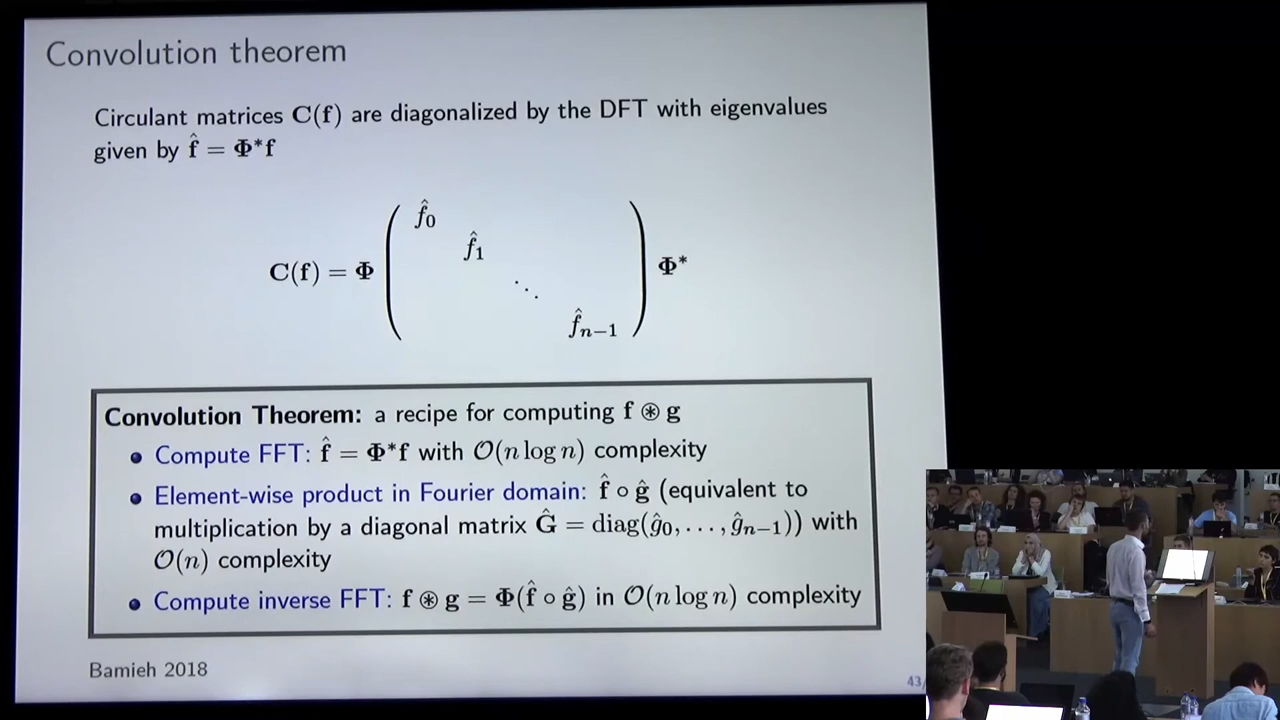 Convolution theorem
Circulant matrices C(f) are diagonalized by the DFT with eigenvalues
given by f̂ = Φ*f
f̂₀
f̂₁
C(f) = Φ ( ⋱ ) Φ*
f̂ₙ₋₁
Convolution Theorem: a recipe for computing f ⊛ g
• Compute FFT: f̂ = Φ*f with 𝒪(n log n) complexity
• Element-wise product in Fourier domain: f̂ ∘ ĝ (equivalent to
multiplication by a diagonal matrix Ĝ = diag(ĝ₀, . . . , ĝₙ₋₁)) with
𝒪(n) complexity
• Compute inverse FFT: f ⊛ g = Φ(f̂ ∘ ĝ) in 𝒪(n log n) complexity
Bamieh 2018
43/